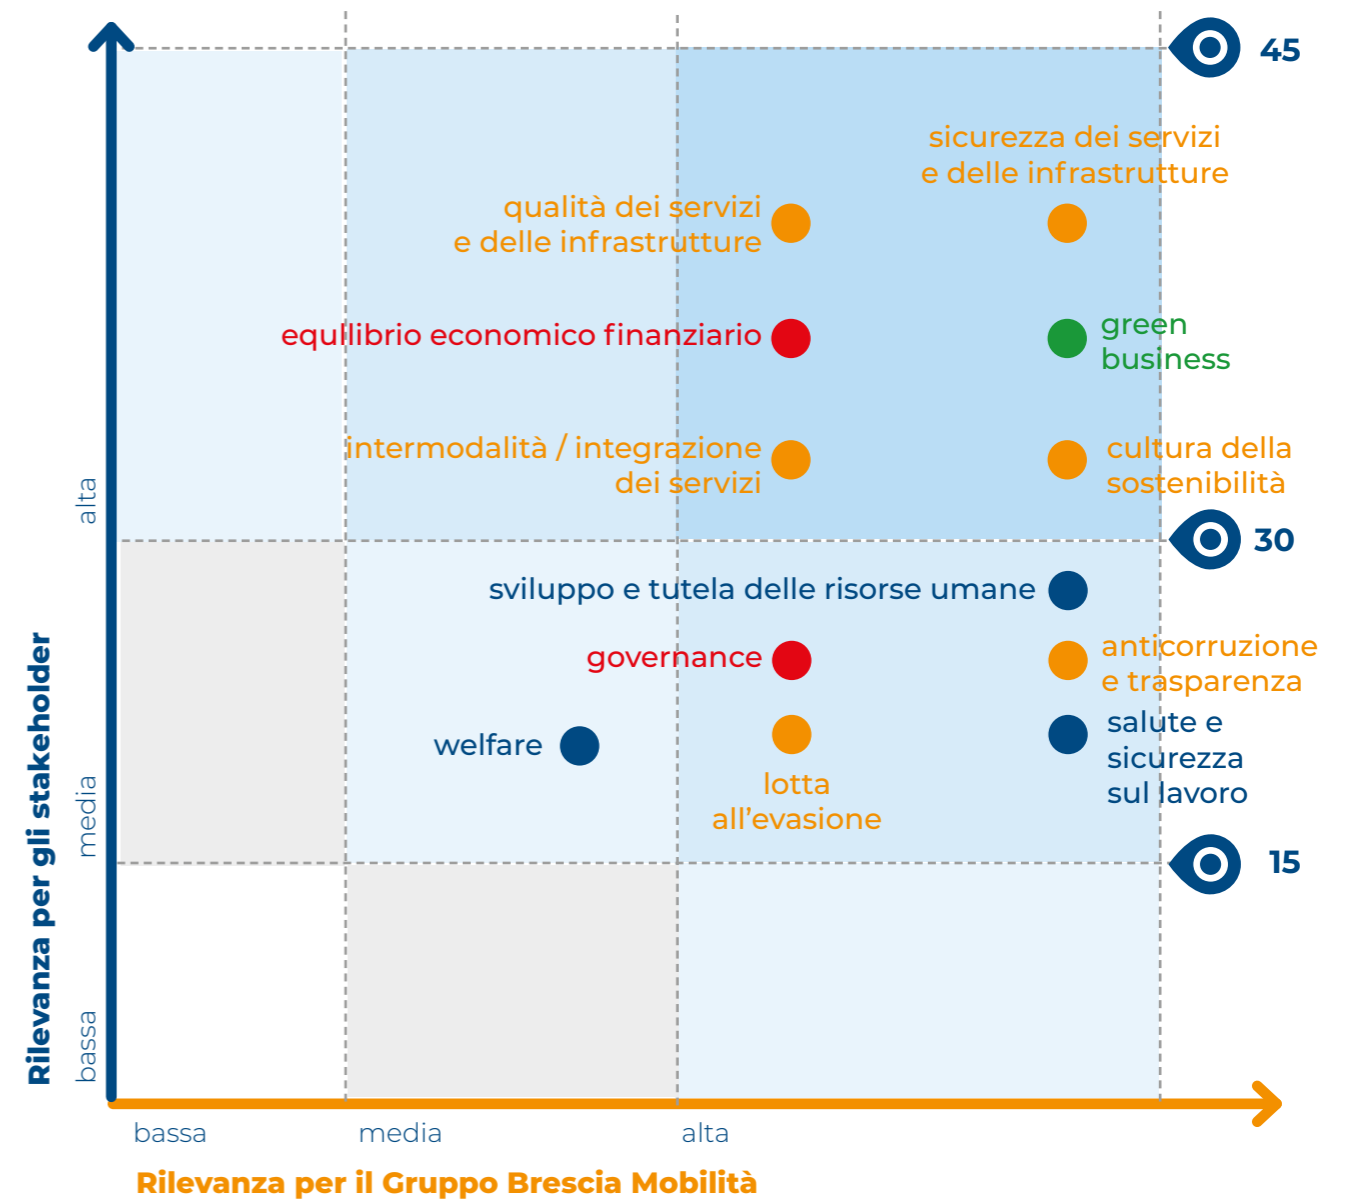 45
sicurezza dei servizi
e delle infrastrutture
qualità dei servizi
e delle infrastrutture
equllibrio economico finanziario
green
business
intermodalità / integrazione
dei servizi
cultura della
sostenibilità
alta
30
sviluppo e tutela delle risorse umane
governance
anticorruzione
e trasparenza
welfare
salute e
sicurezza
sul lavoro
lotta
all'evasione
media
15
Rilevanza per gli stakeholder
bassa
bassa
media
alta
Rilevanza per il Gruppo Brescia Mobilità